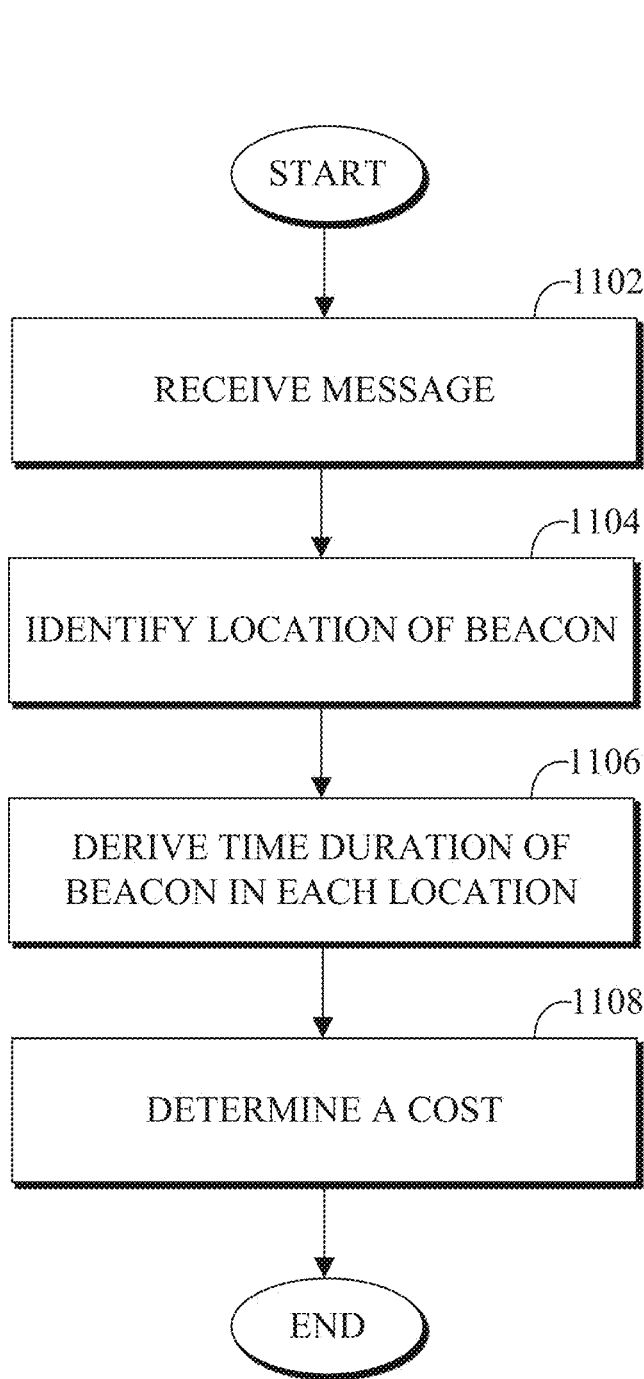 START
1102
RECEIVE MESSAGE
1104
IDENTIFY LOCATION OF BEACON
1106
DERIVE TIME DURATION OF
BEACON IN EACH LOCATION
1108
DETERMINE A COST
END